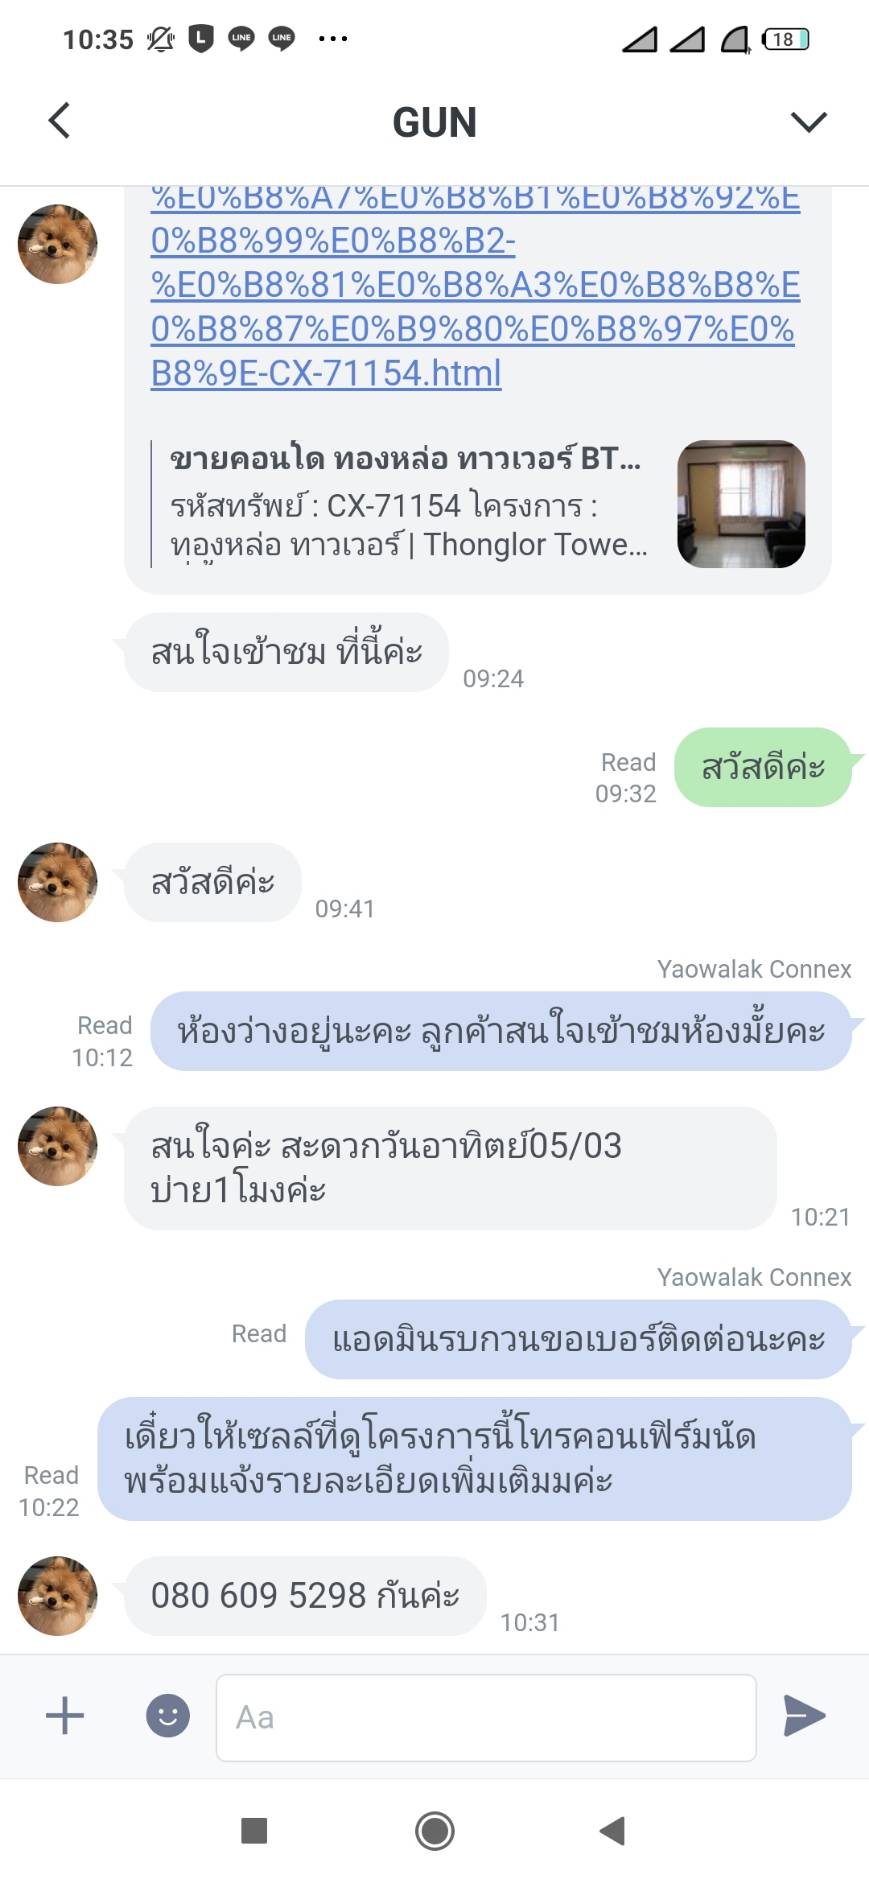 10:35
L LINE LINE
18
GUN
%E0%B8%A7%E0%B8%B1%E0%B8%92%E
0%B8%99%E0%B8%B2-
%E0%B8%81%E0%B8%A3%E0%B8%B8%E
0%B8%87%E0%B9%80%E0%B8%97%E0%
B8%9E-CX-71154.html
ขายคอนโด ทองหล่อ ทาวเวอร์ BT...
รหัสทรัพย์ : CX-71154 โครงการ :
ทองหล่อ ทาวเวอร์ | Thonglor Towe...
สนใจเข้าชม ที่นี้ค่ะ
09:24
Read
09:32
สวัสดีค่ะ
สวัสดีค่ะ
09:41
Yaowalak Connex
Read
10:12
ห้องว่างอยู่นะคะ ลูกค้าสนใจเข้าชมห้องมั้ยคะ
สนใจค่ะ สะดวกวันอาทิตย์05/03
บ่าย1โมงค่ะ
10:21
Yaowalak Connex
Read
แอดมินรบกวนขอเบอร์ติดต่อนะคะ
เดี๋ยวให้เซลล์ที่ดูโครงการนี้โทรคอนเฟิร์มนัด
พร้อมแจ้งรายละเอียดเพิ่มเติมมค่ะ
Read
10:22
080 609 5298 กันค่ะ
10:31
Aa